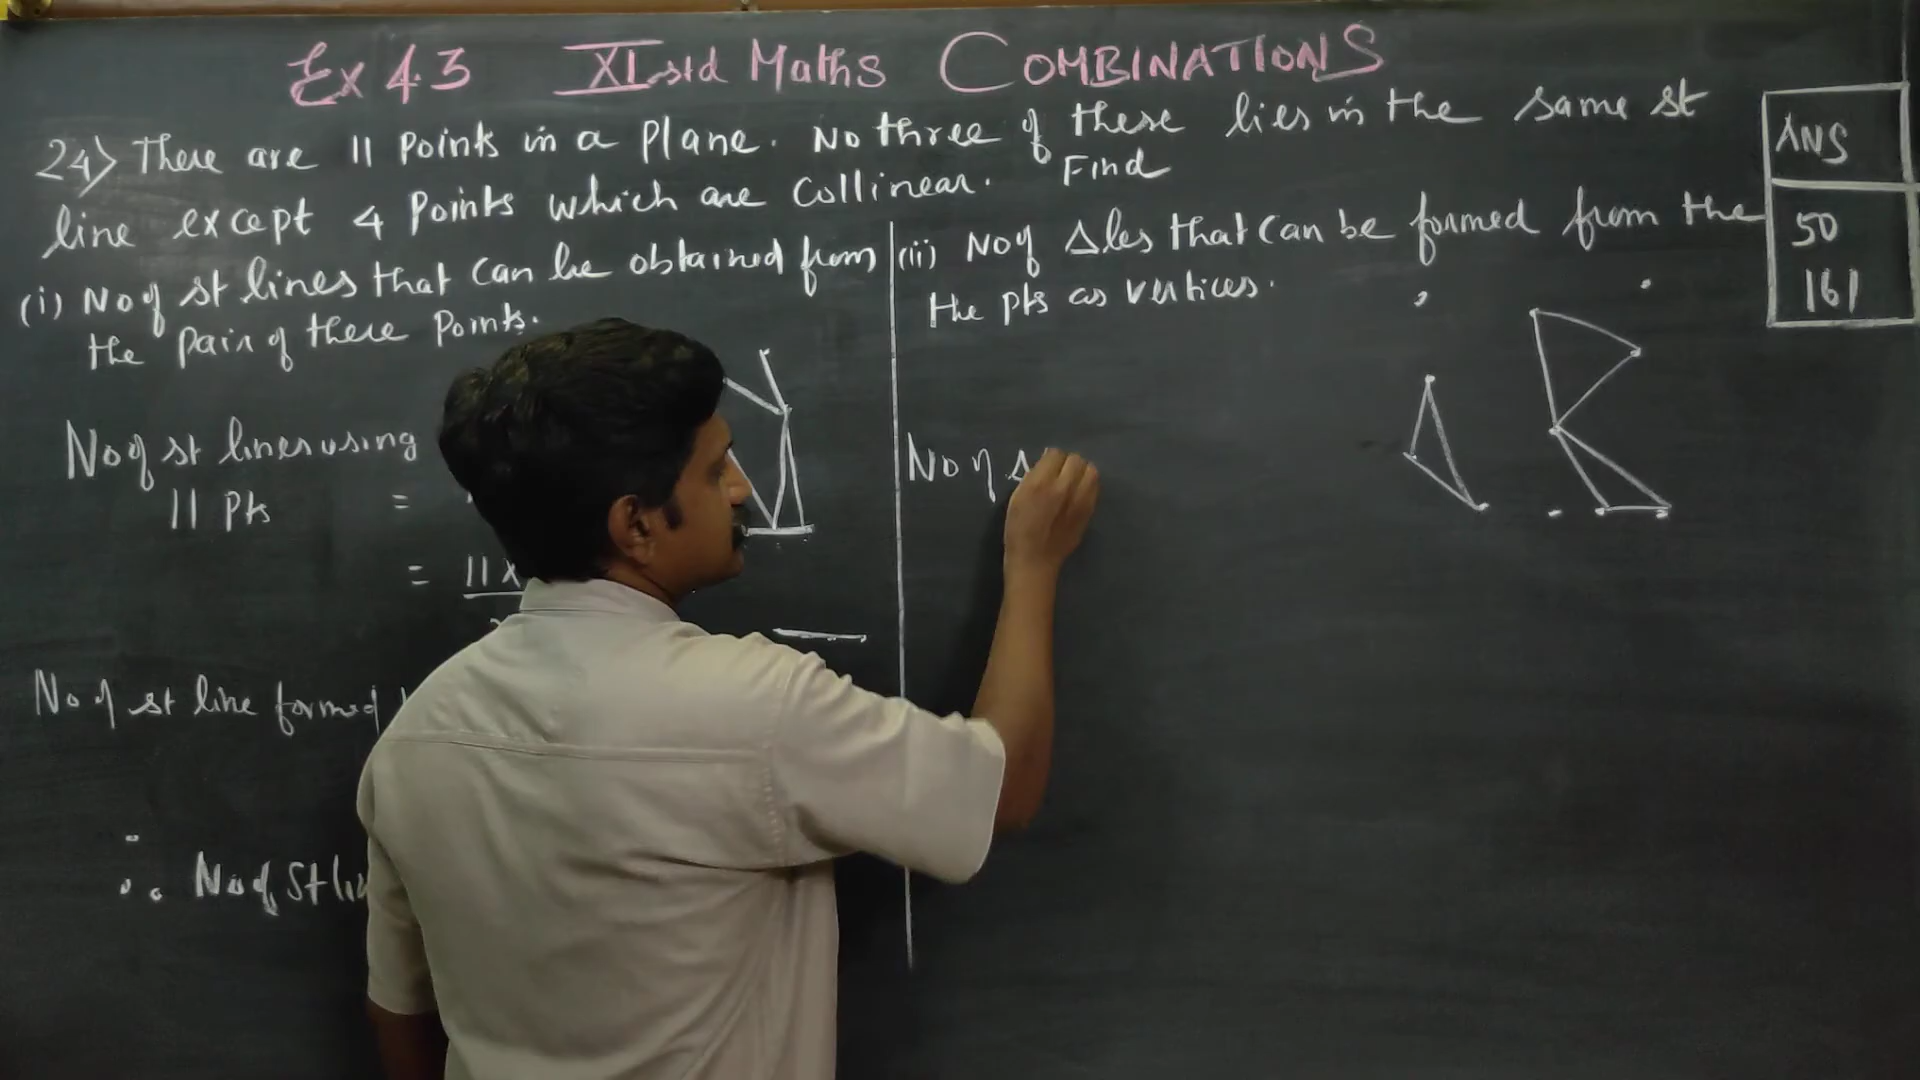 Ex 4.3 XI std Maths COMBINATIONS
24) There are 11 Points in a Plane. No three of these lies in the same st
line except 4 Points which are Collinear. Find
(i) No of st lines that can be obtained from
the pair of these Points.
(ii) No of Δles that can be formed from the
the pts as vertices.
ANS
50
161
No of st lines using
11 Pts =
= 11 x
No of st line formed
∴ No of St
No of Δ